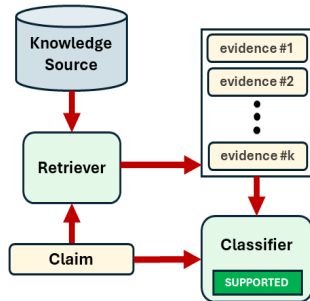 Knowledge
Source
evidence #1
evidence #2
evidence #k
Retriever
Claim
Classifier
SUPPORTED